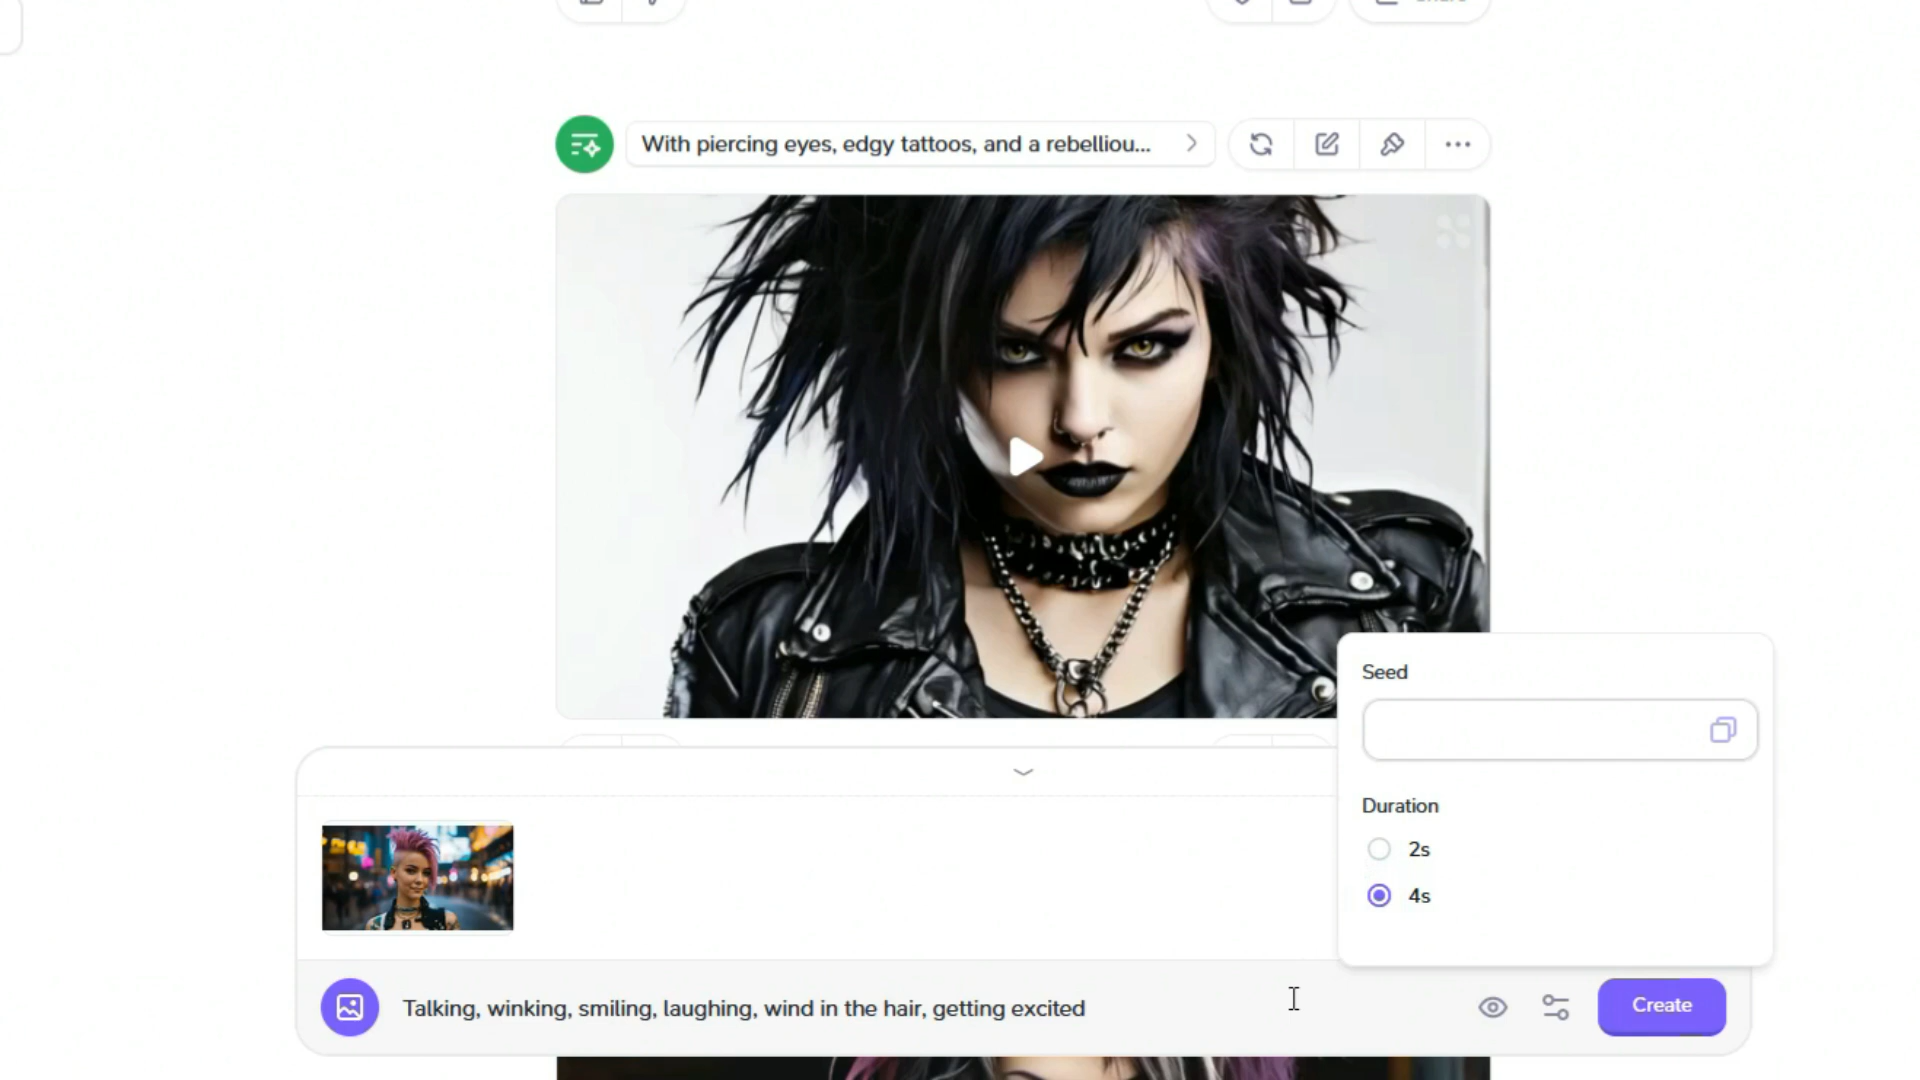 With piercing eyes, edgy tattoos, and a rebelliou...
Seed
Duration
2s
4s
Talking, winking, smiling, laughing, wind in the hair, getting excited
Create